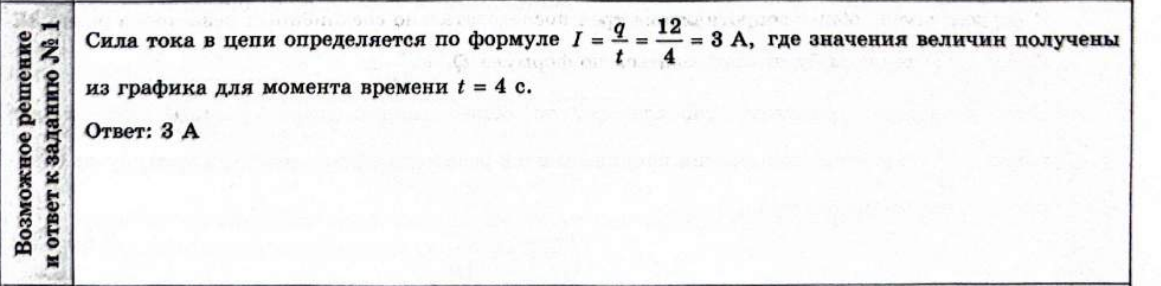 Возможное решение
и ответ к заданию № 1
Сила тока в цепи определяется по формуле I = q/t = 12/4 = 3 А, где значения величин получены
из графика для момента времени t = 4 с.
Ответ: 3 А